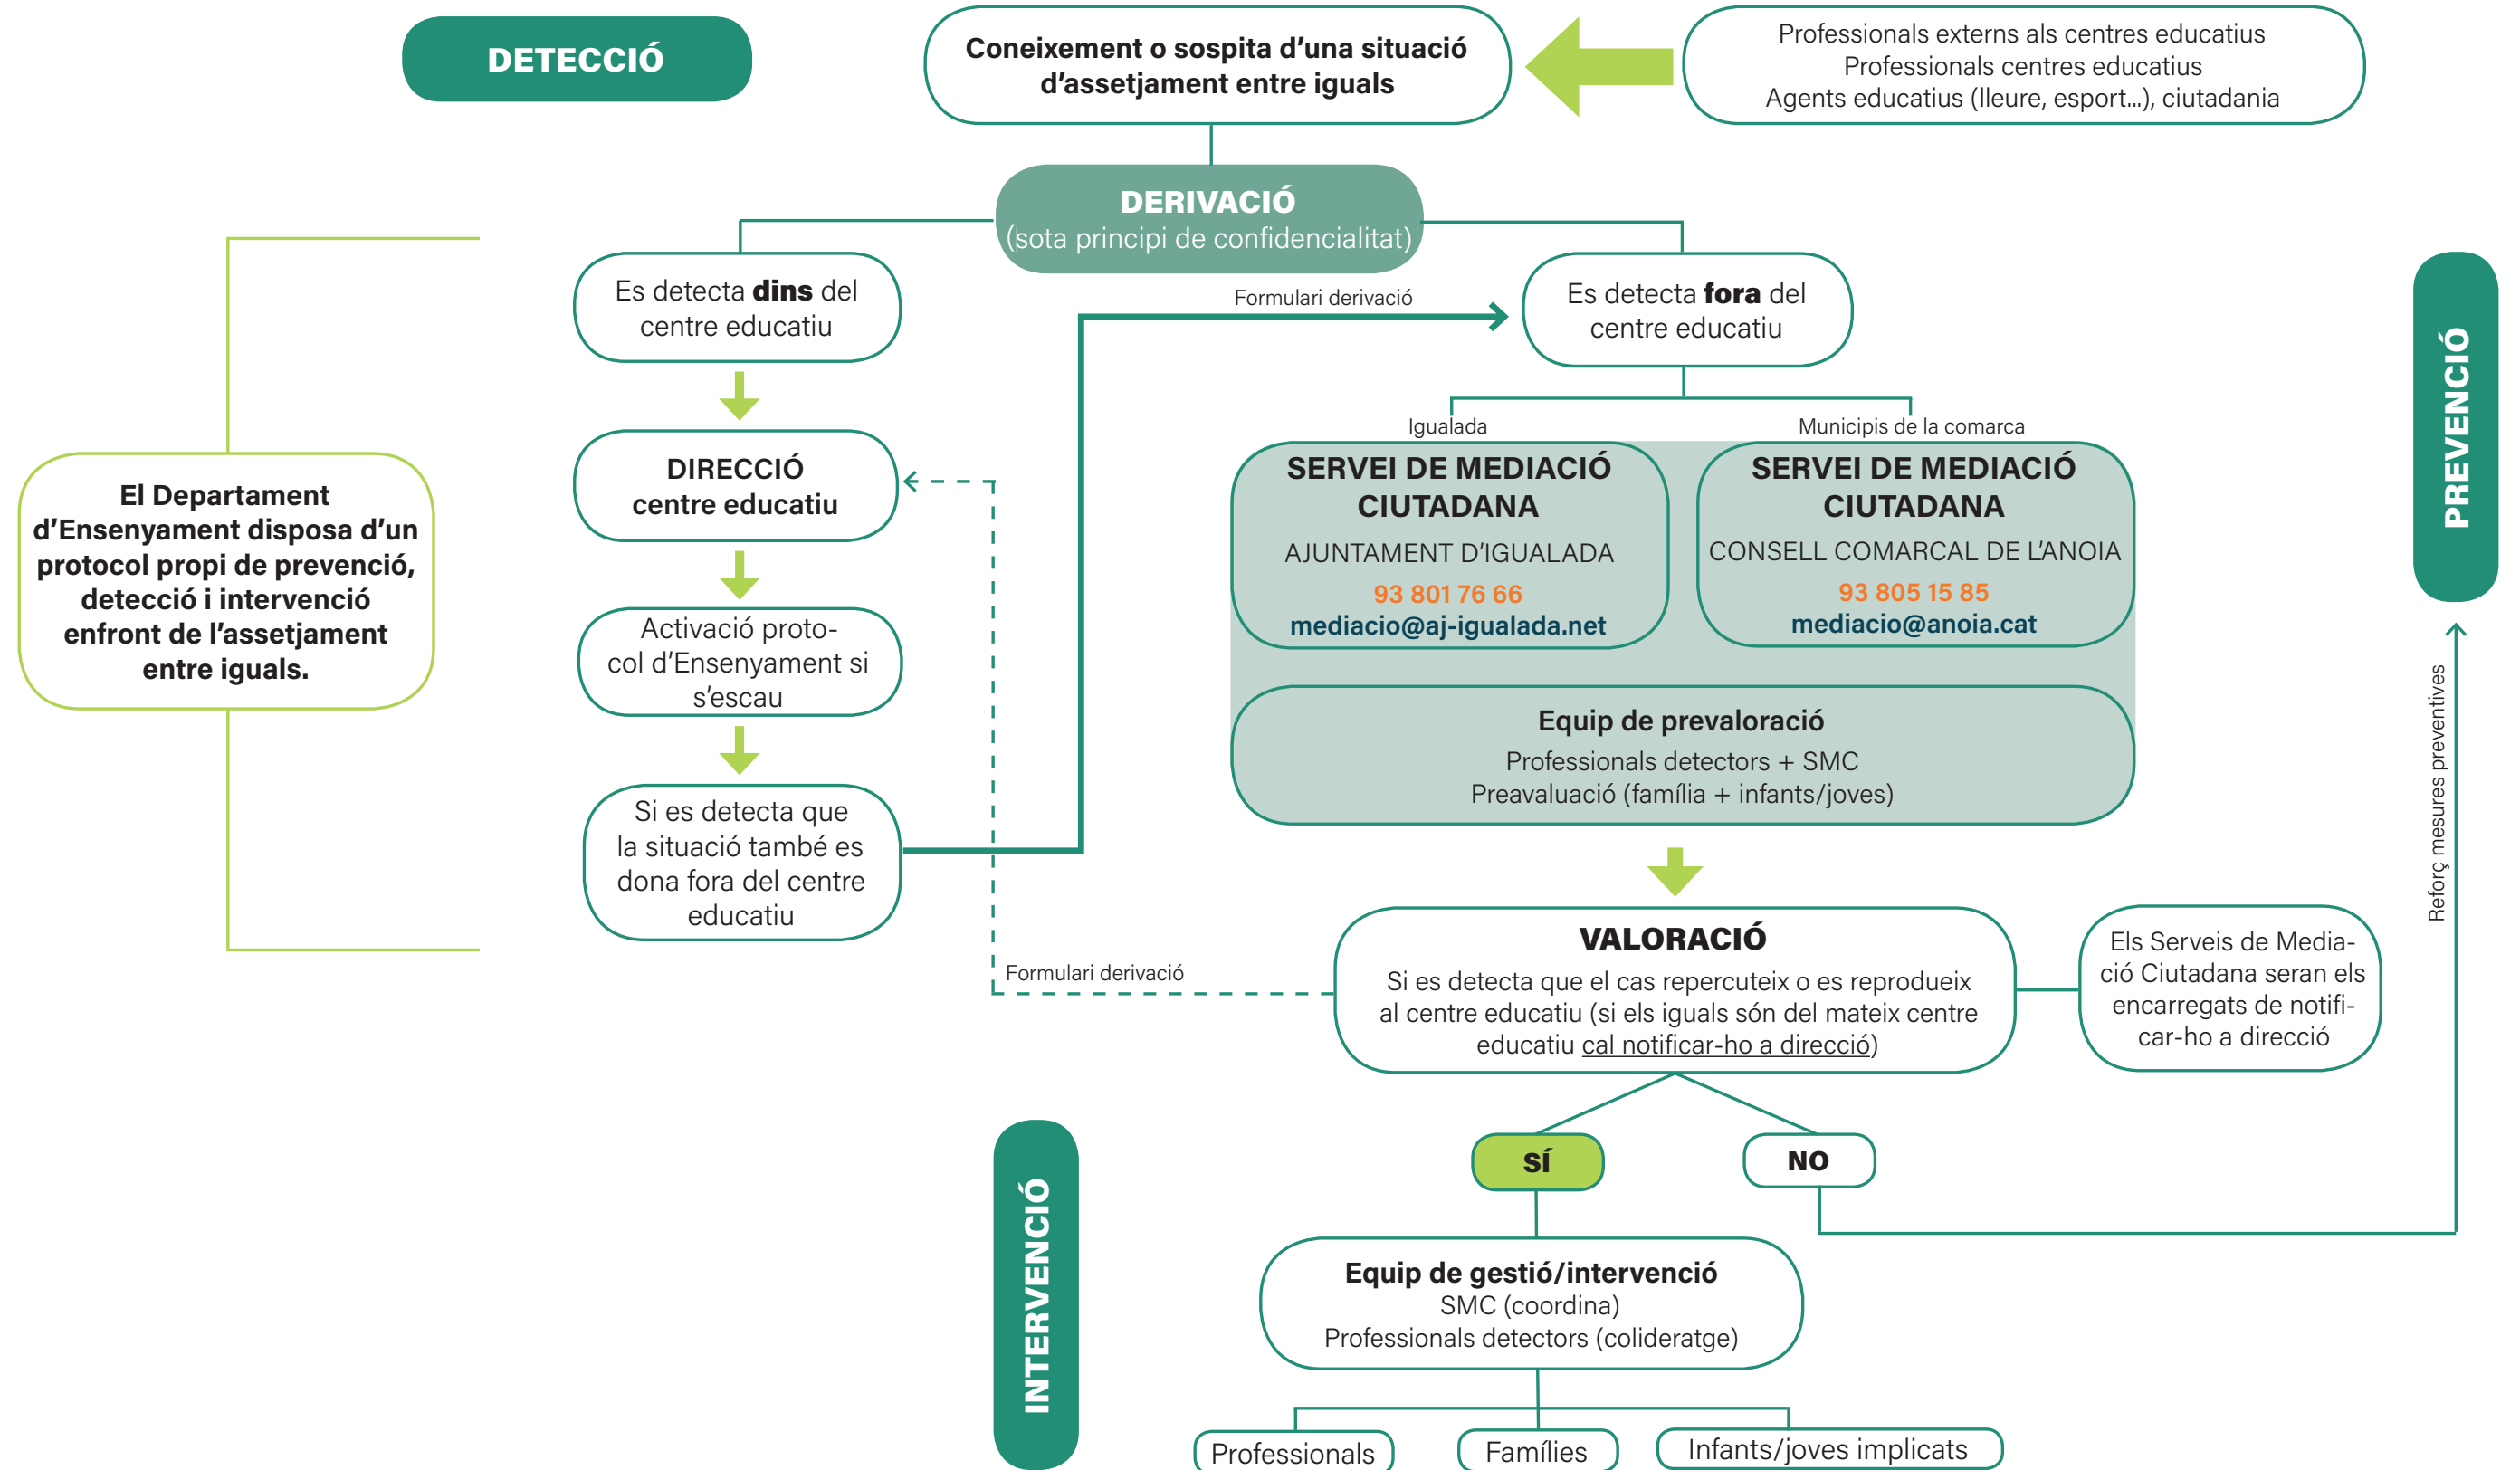 DETECCIÓ
Coneixement o sospita d'una situació
d'assetjament entre iguals
Professionals externs als centres educatius
Professionals centres educatius
Agents educatius (lleure, esport...), ciutadania
DERIVACIÓ
(sota principi de confidencialitat)
Es detecta dins del
centre educatiu
Formulari derivació
Es detecta fora del
centre educatiu
PREVENCIÓ
DIRECCIÓ
centre educatiu
El Departament
d'Ensenyament disposa d'un
protocol propi de prevenció,
detecció i intervenció
enfront de l'assetjament
entre iguals.
Activació proto-
col d'Ensenyament si
s'escau
Si es detecta que
la situació també es
dona fora del centre
educatiu
Igualada
SERVEI DE MEDIACIÓ
CIUTADANA
AJUNTAMENT D'IGUALADA
93 801 76 66
mediacio@aj-igualada.net
Municipis de la comarca
SERVEI DE MEDIACIÓ
CIUTADANA
CONSELL COMARCAL DE L'ANOIA
93 805 15 85
mediacio@anoia.cat
Equip de prevaloració
Professionals detectors + SMC
Preavaluació (família + infants/joves)
Reforç mesures preventives
Formulari derivació
VALORACIÓ
Si es detecta que el cas repercuteix o es reprodueix
al centre educatiu (si els iguals són del mateix centre
educatiu cal notificar-ho a direcció)
Els Serveis de Media-
ció Ciutadana seran els
encarregats de notifi-
car-ho a direcció
SÍ
NO
INTERVENCIÓ
Equip de gestió/intervenció
SMC (coordina)
Professionals detectors (colideratge)
Professionals
Famílies
Infants/joves implicats